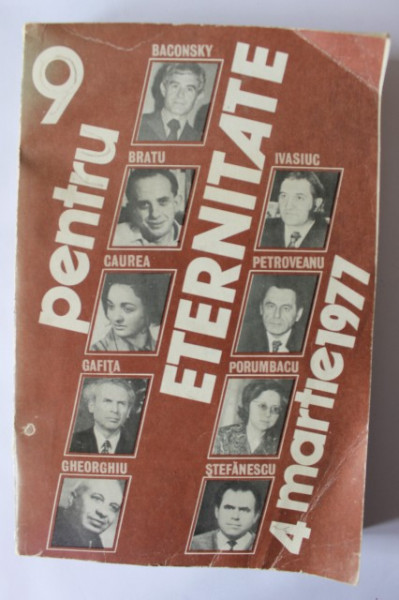 9
pentru
ETERNITATE
4 martie 1977
BACONSKY
BRATU
IVASIUC
CAUREA
PETROVEANU
GAFIȚA
PORUMBACU
GHEORGHIU
ȘTEFĂNESCU